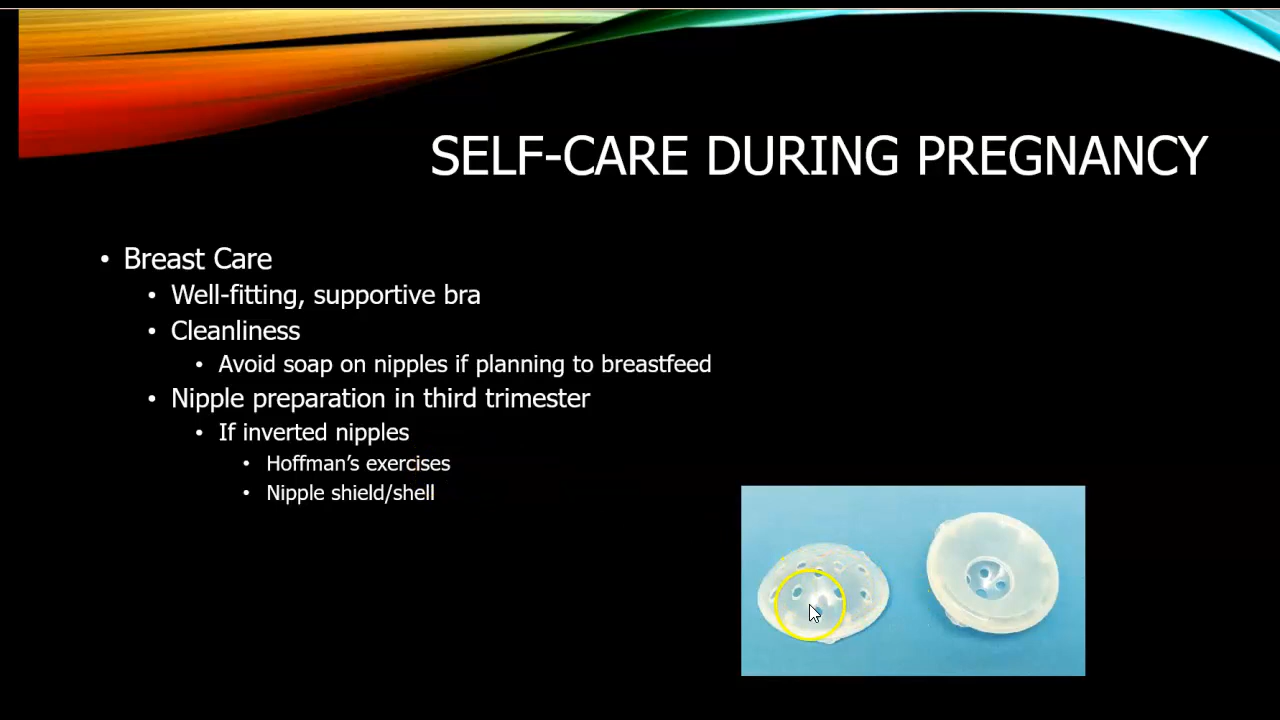 SELF-CARE DURING PREGNANCY
• Breast Care
• Well-fitting, supportive bra
• Cleanliness
• Avoid soap on nipples if planning to breastfeed
• Nipple preparation in third trimester
• If inverted nipples
• Hoffman’s exercises
• Nipple shield/shell